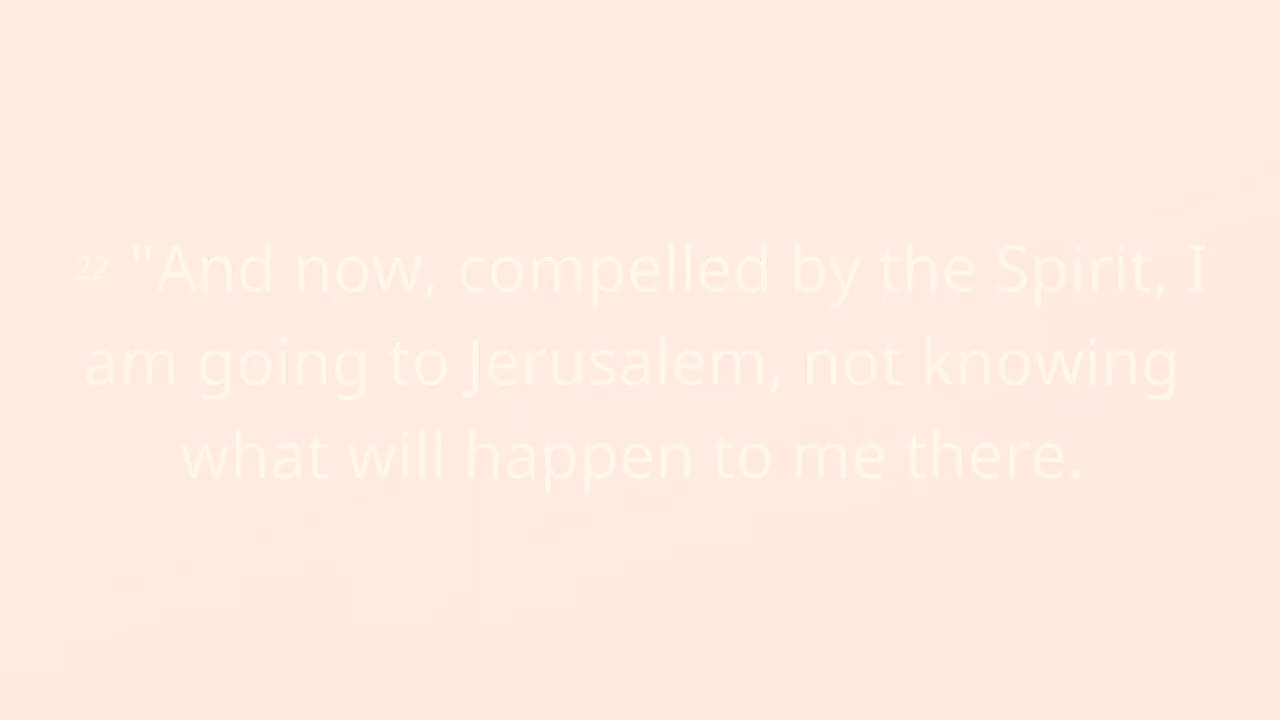 22 "And now, compelled by the Spirit, I
am going to Jerusalem, not knowing
what will happen to me there.